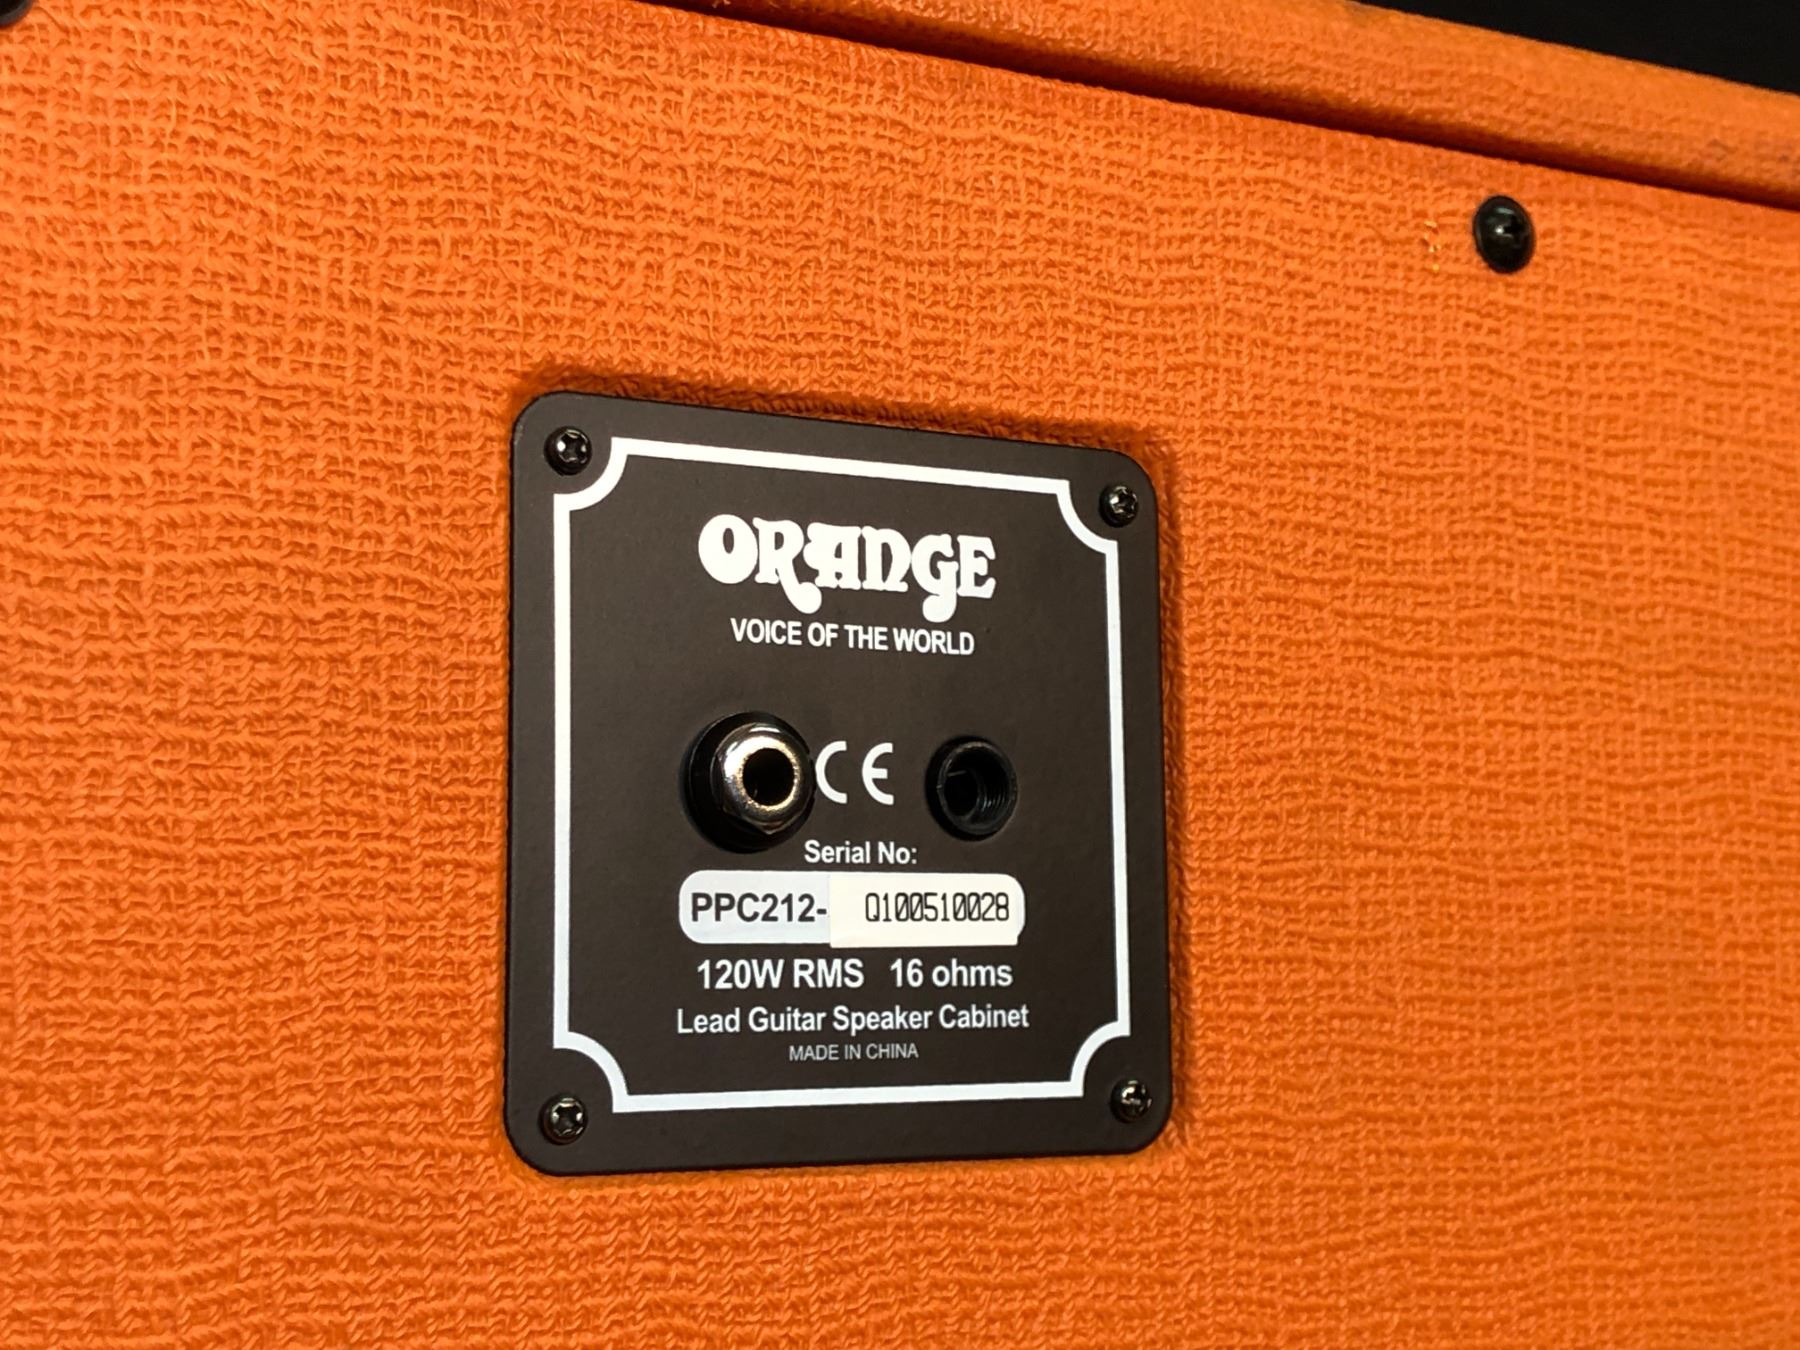 ORANGE
VOICE OF THE WORLD
CE
Serial No:
PPC212- Q100510028
120W RMS 16 ohms
Lead Guitar Speaker Cabinet
MADE IN CHINA